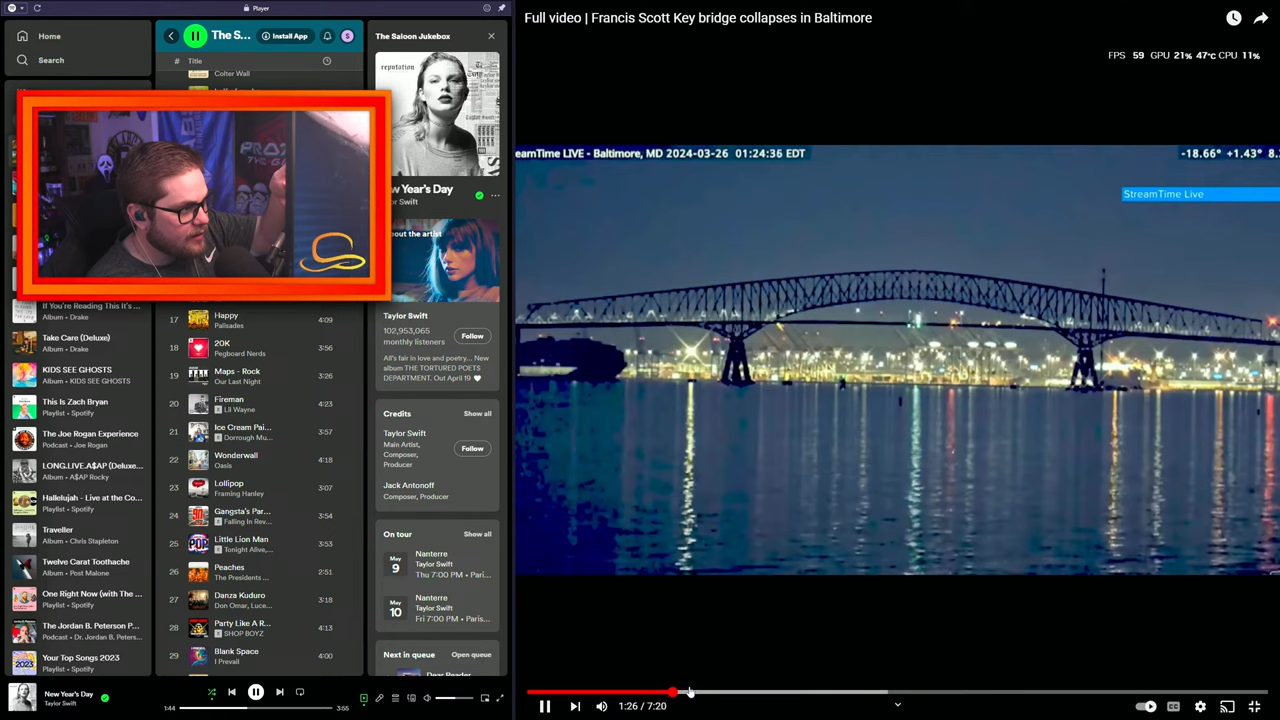 Player
Home
Search
The S...
Install App
S
# Title
Colter Wall
If You're Reading This It's ...
Album • Drake
Take Care (Deluxe)
Album • Drake
KIDS SEE GHOSTS
Album • KIDS SEE GHOSTS
This Is Zach Bryan
Playlist • Spotify
The Joe Rogan Experience
Podcast • Joe Rogan
LONG.LIVE.A$AP (Deluxe...
Album • A$AP Rocky
Hallelujah - Live at the Co...
Playlist • Spotify
Traveller
Album • Chris Stapleton
Twelve Carat Toothache
Album • Post Malone
One Right Now (with The ...
Playlist • Spotify
The Jordan B. Peterson P...
Podcast • Dr. Jordan B. Peters...
Your Top Songs 2023
Playlist • Spotify
17 Happy 4:09
Palisades
18 20K 3:56
Pegboard Nerds
19 Maps - Rock 3:26
Our Last Night
20 Fireman 4:23
E Lil Wayne
21 Ice Cream Pai... 3:57
E Dorrough Mu...
22 Wonderwall 4:18
Oasis
23 Lollipop 3:07
Framing Hanley
24 Gangsta's Par... 3:54
E Falling In Rev...
25 Little Lion Man 3:53
E Tonight Alive,...
26 Peaches 2:51
The Presidents ...
27 Danza Kuduro 3:18
Don Omar, Luce...
28 Party Like A R... 4:13
E SHOP BOYZ
29 Blank Space 4:00
I Prevail
The Saloon Jukebox
reputation
w Year's Day
lor Swift
bout the artist
Taylor Swift
102,953,065
monthly listeners
Follow
All's fair in love and poetry... New
album THE TORTURED POETS
DEPARTMENT. Out April 19
Credits Show all
Taylor Swift
Main Artist,
Composer,
Producer
Follow
Jack Antonoff
Composer, Producer
On tour Show all
May
9
Nanterre
Taylor Swift
Thu 7:00 PM • Pari...
May
10
Nanterre
Taylor Swift
Fri 7:00 PM • Paris...
Next in queue Open queue
Dear Reader
New Year's Day
Taylor Swift
1:44
3:55
Full video | Francis Scott Key bridge collapses in Baltimore
FPS 59 GPU 21% 47°C CPU 11%
eamTime LIVE - Baltimore, MD 2024-03-26 01:24:36 EDT
-18.66° +1.43° 8.
StreamTime Live
1:26 / 7:20
CC